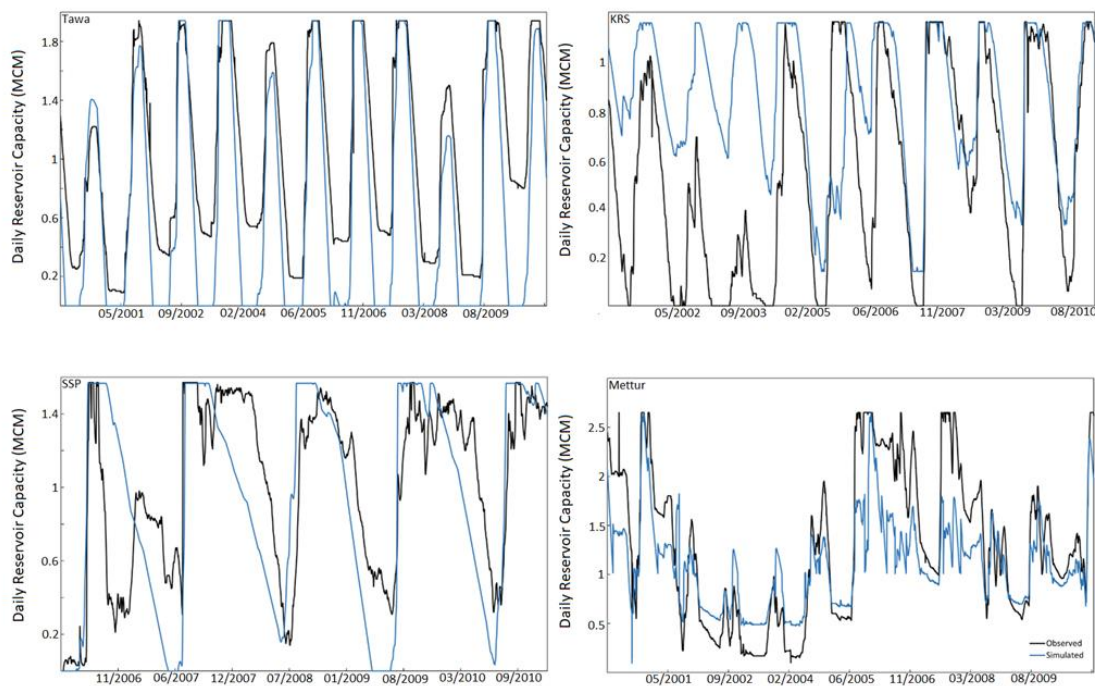 Tawa
Daily Reservoir Capacity (MCM)
1.8
1.4
1
0.6
0.2
05/2001 09/2002 02/2004 06/2005 11/2006 03/2008 08/2009
KRS
Daily Reservoir Capacity (MCM)
1
0.8
0.6
0.4
0.2
05/2002 09/2003 02/2005 06/2006 11/2007 03/2009 08/2010
SSP
Daily Reservoir Capacity (MCM)
1.4
1
0.6
0.2
11/2006 06/2007 12/2007 07/2008 01/2009 08/2009 03/2010 09/2010
Mettur
Daily Reservoir Capacity (MCM)
2.5
2
1.5
1
0.5
Observed
Simulated
05/2001 09/2002 02/2004 06/2005 11/2006 03/2008 08/2009